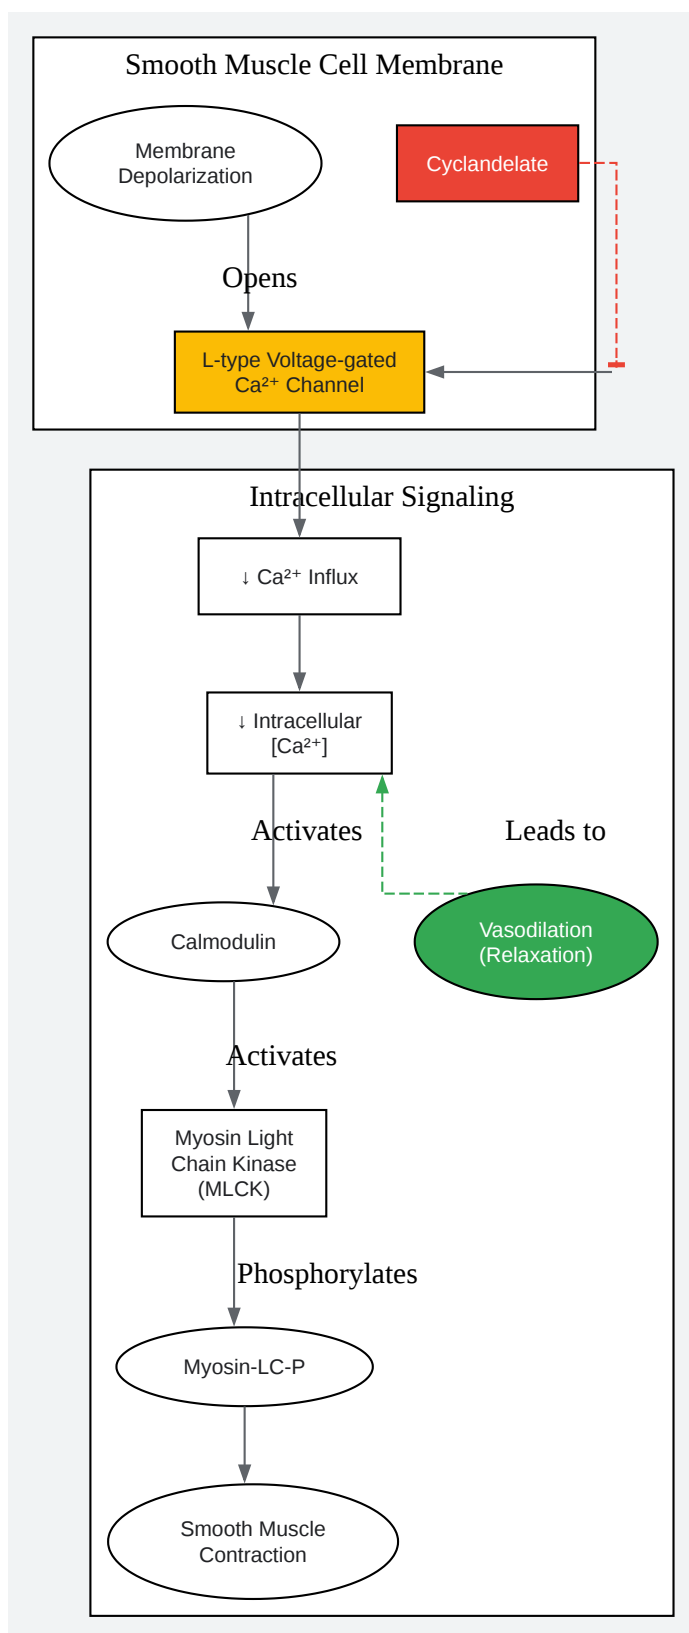 Smooth Muscle Cell Membrane
Membrane
Depolarization
Cyclandelate
Opens
L-type Voltage-gated
Ca²⁺ Channel
Intracellular Signaling
↓ Ca²⁺ Influx
↓ Intracellular
[Ca²⁺]
Activates
Leads to
Calmodulin
Vasodilation
(Relaxation)
Activates
Myosin Light
Chain Kinase
(MLCK)
Phosphorylates
Myosin-LC-P
Smooth Muscle
Contraction